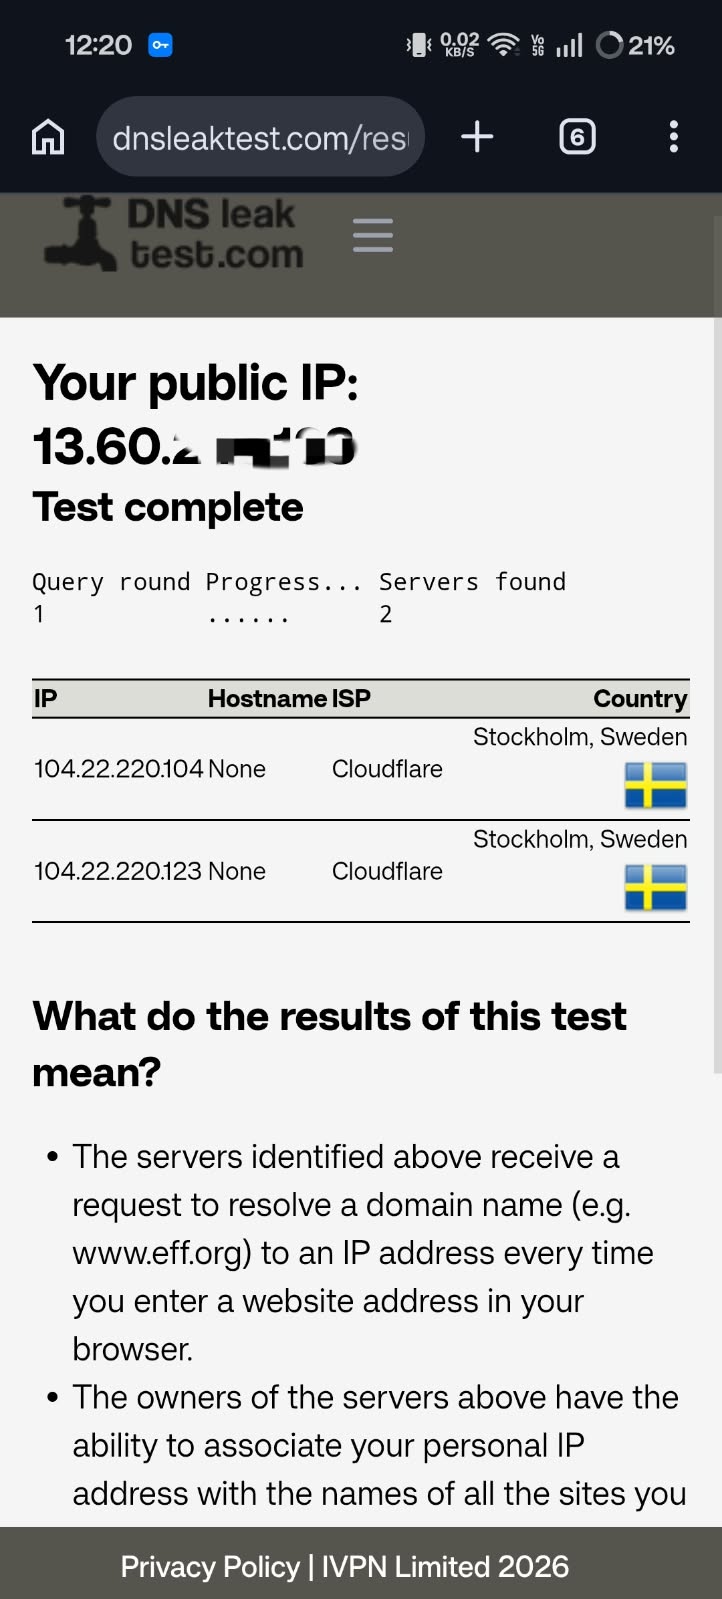 12:20
0.02
KB/S
Vo
5G
21%
dnsleaktest.com/res
6
DNS leak
test.com
Your public IP:
13.60.
Test complete
Query round Progress... Servers found
1 ...... 2
IP Hostname ISP Country
Stockholm, Sweden
104.22.220.104 None Cloudflare
Stockholm, Sweden
104.22.220.123 None Cloudflare
What do the results of this test
mean?
• The servers identified above receive a
request to resolve a domain name (e.g.
www.eff.org) to an IP address every time
you enter a website address in your
browser.
• The owners of the servers above have the
ability to associate your personal IP
address with the names of all the sites you
Privacy Policy | IVPN Limited 2026